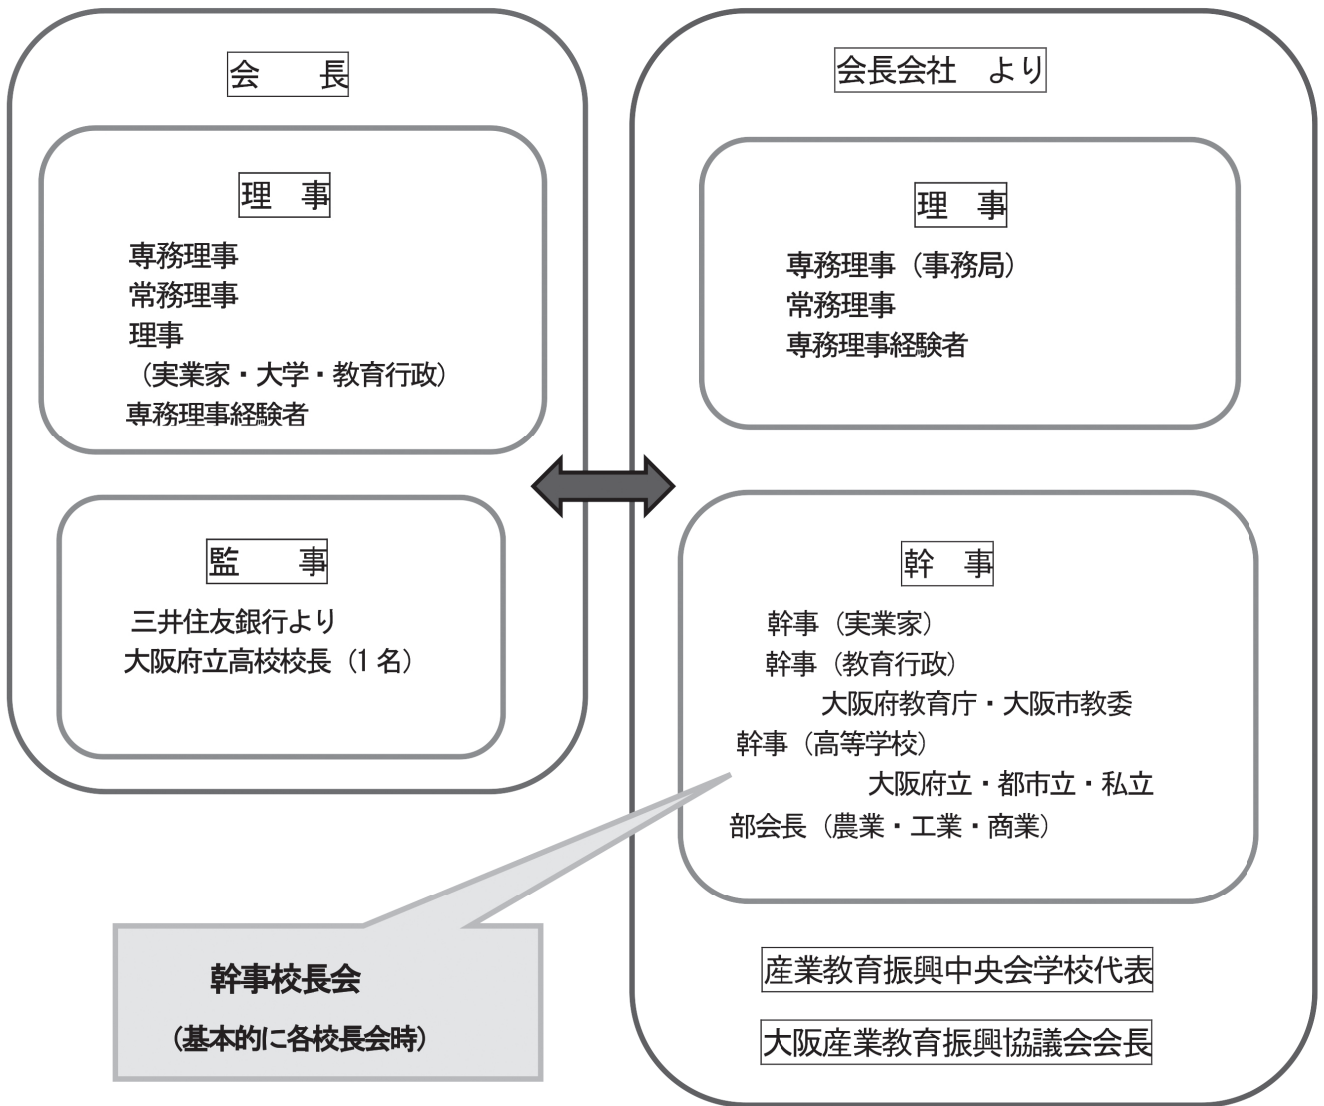 会　　長
理　事
専務理事
常務理事
理事
（実業家・大学・教育行政）
専務理事経験者
監　　事
三井住友銀行より
大阪府立高校校長（1 名）
会長会社　より
理　事
専務理事（事務局）
常務理事
専務理事経験者
幹　事
幹事（実業家）
幹事（教育行政）
大阪府教育庁・大阪市教委
幹事（高等学校）
大阪府立・都市立・私立
部会長（農業・工業・商業）
産業教育振興中央会学校代表
大阪産業教育振興協議会会長
幹事校長会
（基本的に各校長会時）